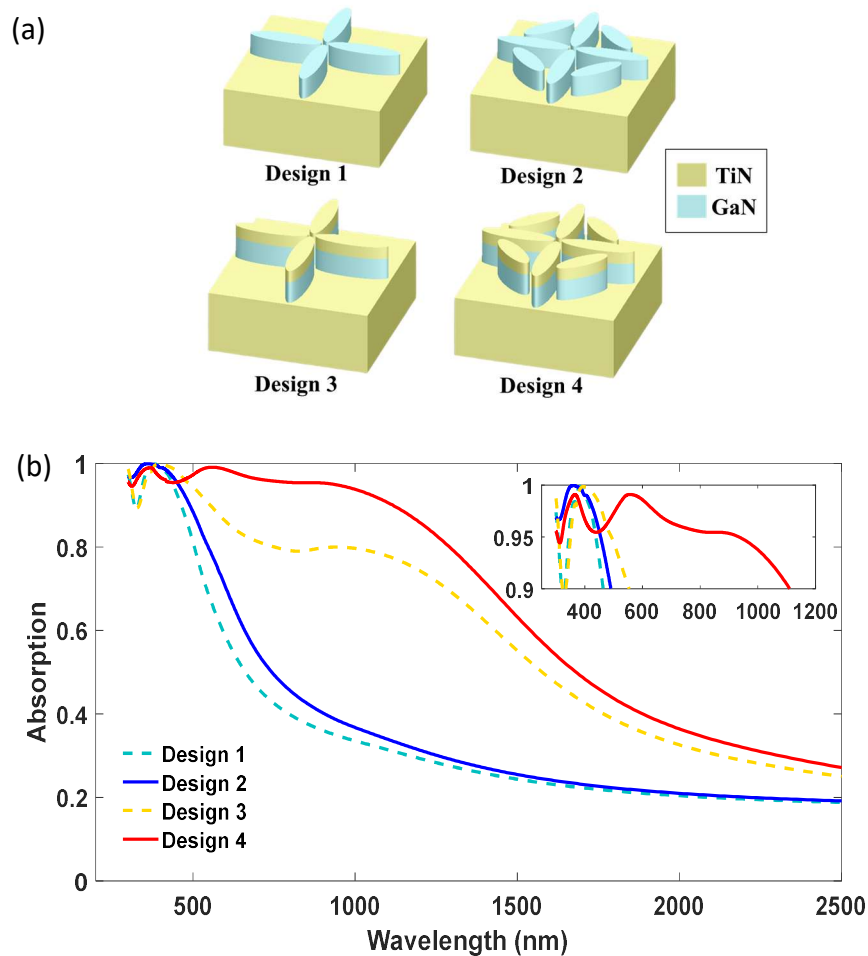 (a)
Design 1
Design 2
TiN
GaN
Design 3
Design 4
(b)
1
0.8
0.6
0.4
0.2
0
Absorption
500
1000
1500
2000
2500
Wavelength (nm)
Design 1
Design 2
Design 3
Design 4
1
0.95
0.9
400
600
800
1000
1200